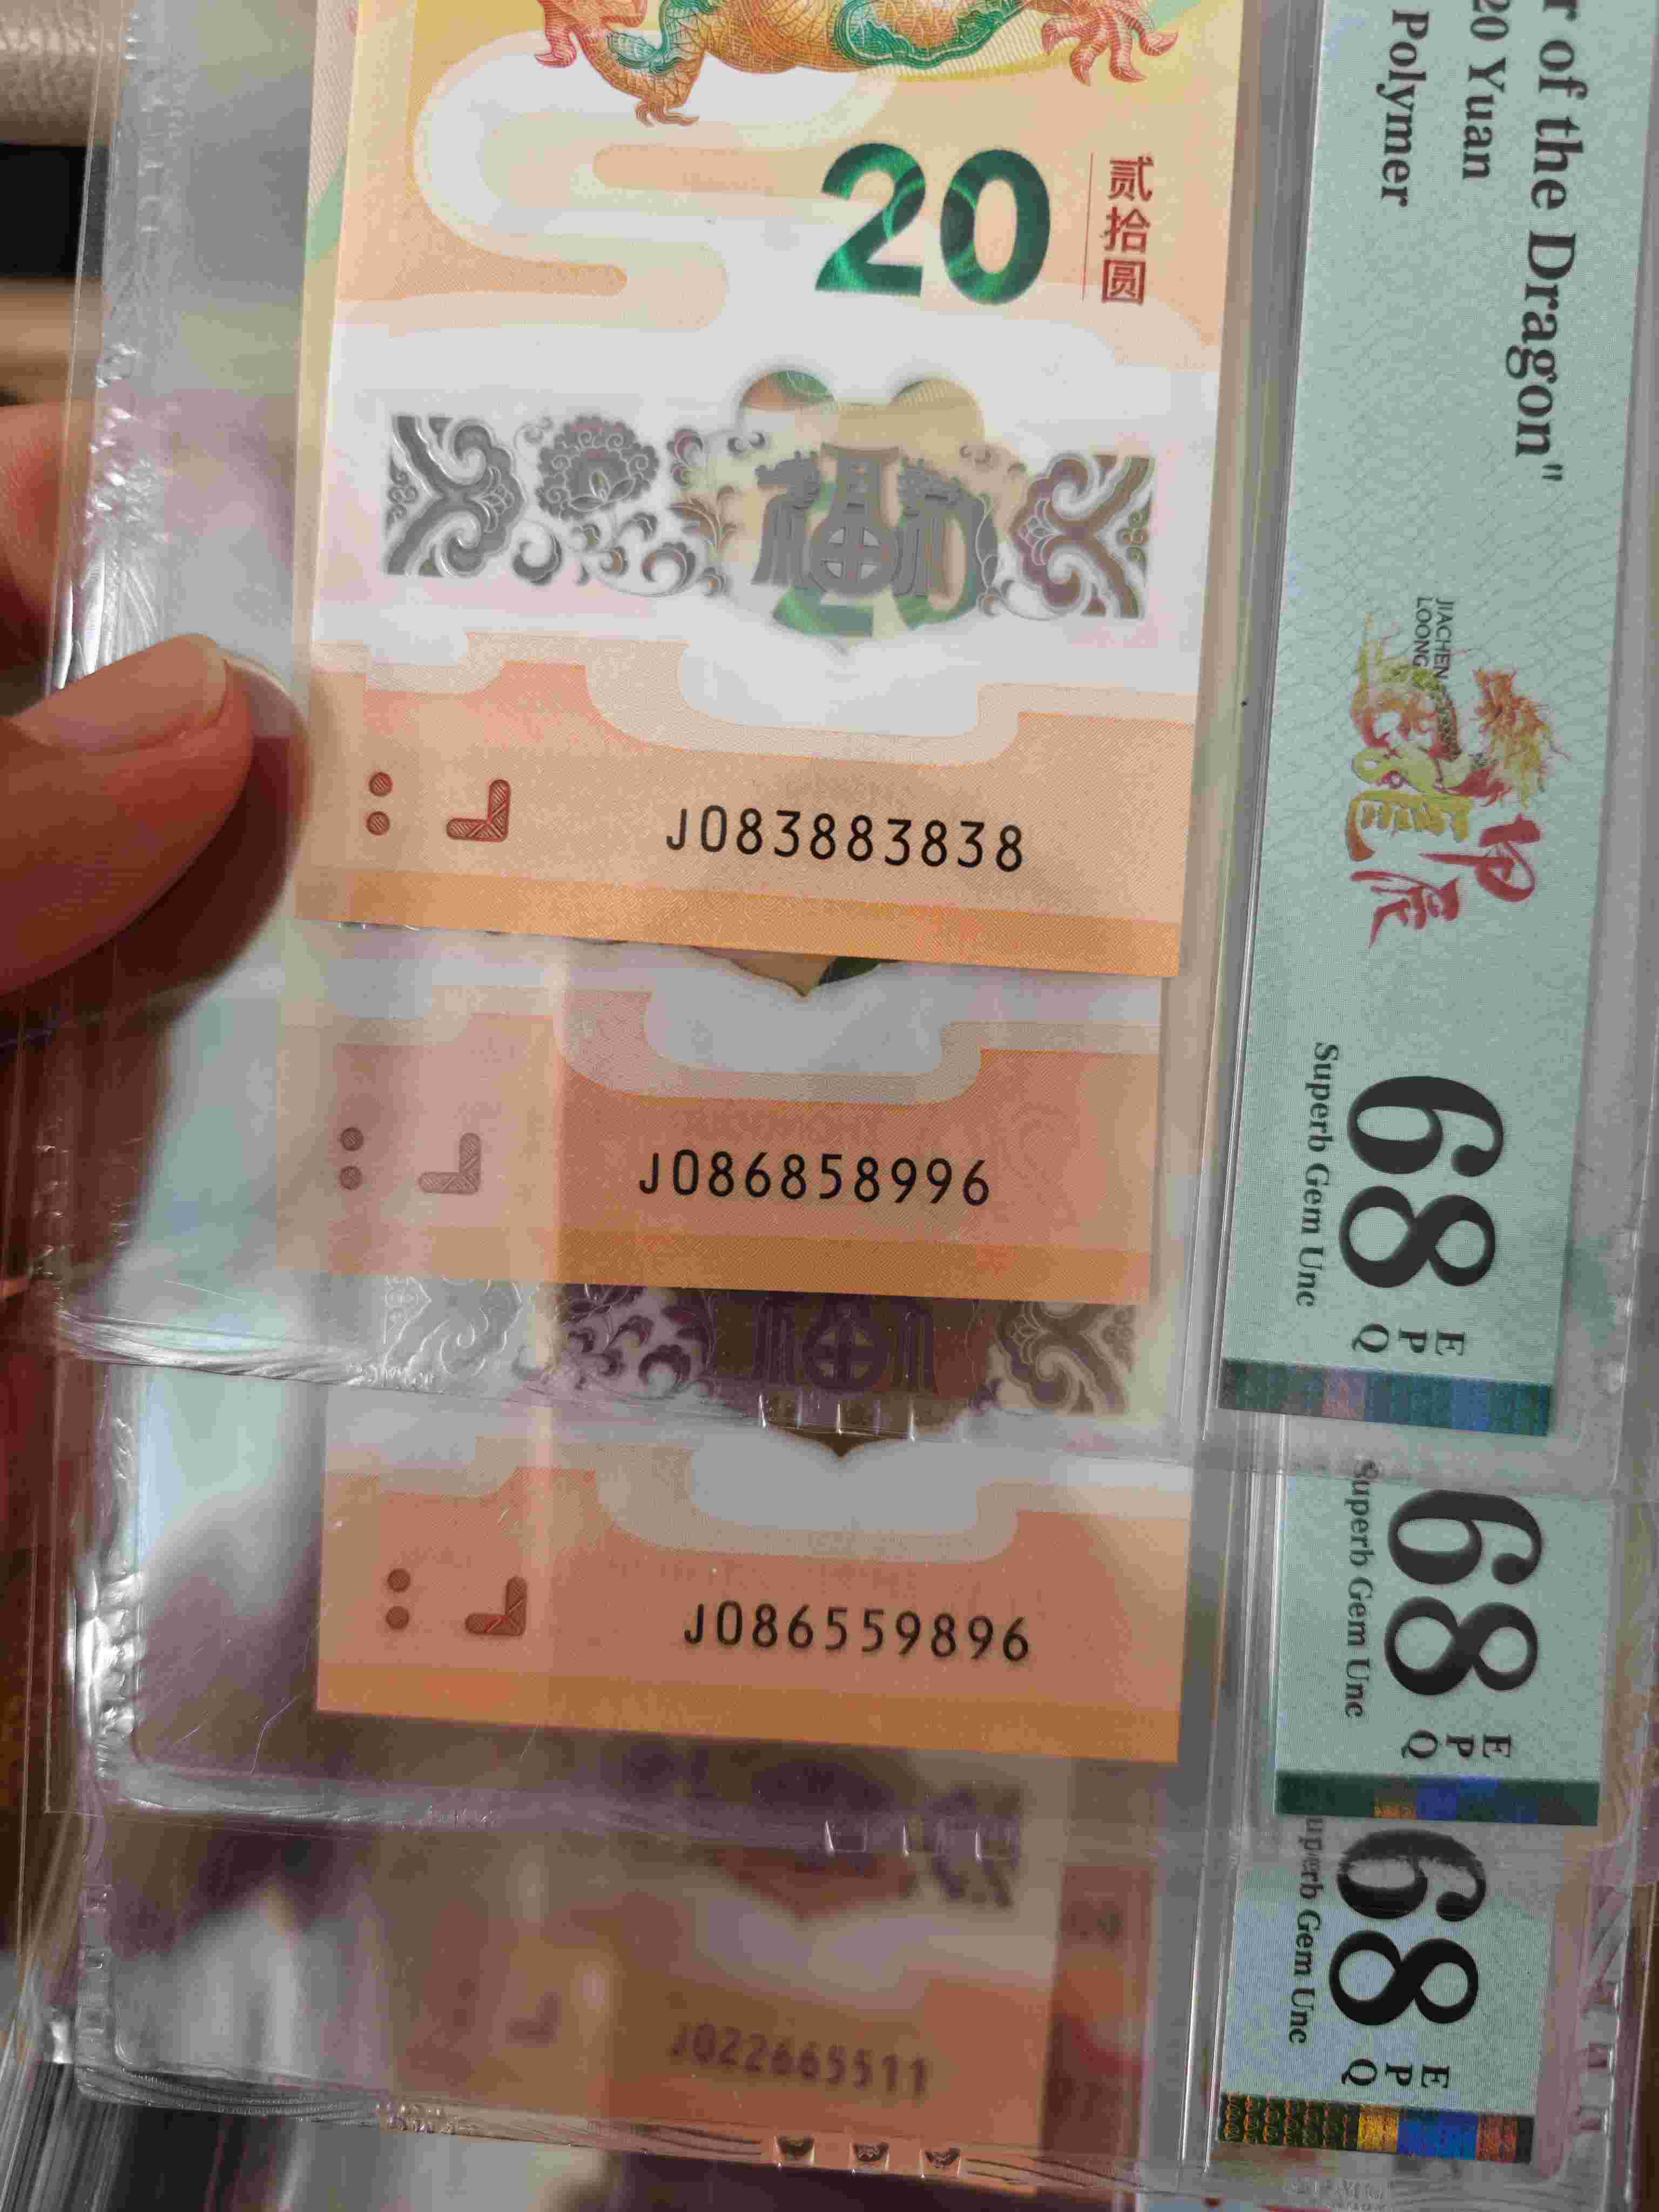 20
贰拾圆
福
J083883838
J086858996
J086559896
J022665511
r of the Dragon"
20 Yuan
Polymer
JIACHEN
LOONG
甲辰
68
EPQ
Superb Gem Unc
68
EPQ
Superb Gem Unc
68
EPQ
uperb Gem Unc